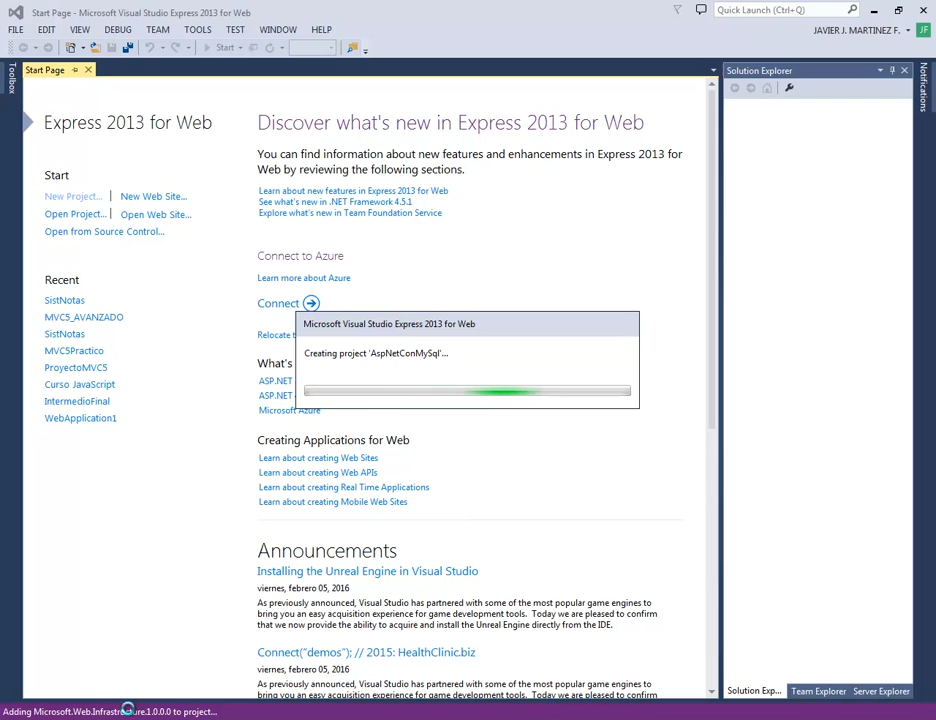 Start Page - Microsoft Visual Studio Express 2013 for Web
Quick Launch (Ctrl+Q)
FILE EDIT VIEW DEBUG TEAM TOOLS TEST WINDOW HELP
JAVIER J. MARTINEZ F.
JF
Start
Toolbox
Start Page
Solution Explorer
Notifications
Express 2013 for Web
Start
New Project...
New Web Site...
Open Project...
Open Web Site...
Open from Source Control...
Recent
SistNotas
MVC5_AVANZADO
SistNotas
MVC5Practico
ProyectoMVC5
Curso JavaScript
IntermedioFinal
WebApplication1
Discover what's new in Express 2013 for Web
You can find information about new features and enhancements in Express 2013 for
Web by reviewing the following sections.
Learn about new features in Express 2013 for Web
See what's new in .NET Framework 4.5.1
Explore what's new in Team Foundation Service
Connect to Azure
Learn more about Azure
Connect
Relocate t
What's
ASP.NET
ASP.NET
Microsoft Azure
Microsoft Visual Studio Express 2013 for Web
Creating project 'AspNetConMySql'...
Creating Applications for Web
Learn about creating Web Sites
Learn about creating Web APIs
Learn about creating Real Time Applications
Learn about creating Mobile Web Sites
Announcements
Installing the Unreal Engine in Visual Studio
viernes, febrero 05, 2016
As previously announced, Visual Studio has partnered with some of the most popular game engines to
bring you an easy acquisition experience for game development tools. Today we are pleased to confirm
that we now provide the ability to acquire and install the Unreal Engine directly from the IDE.
Connect("demos"); // 2015: HealthClinic.biz
viernes, febrero 05, 2016
As previously announced, Visual Studio has partnered with some of the most popular game engines to
bring you an easy acquisition experience for game development tools. Today we are pleased to confirm
Solution Exp... Team Explorer Server Explorer
Adding Microsoft.Web.Infrastructure.1.0.0.0 to project...